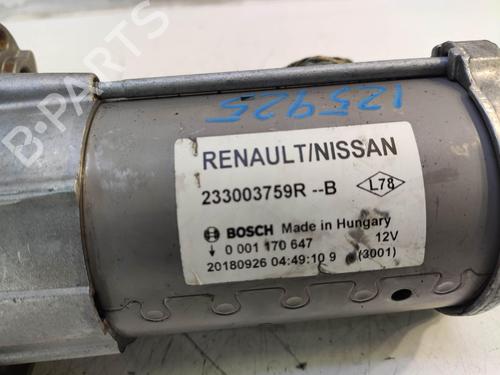 B-PARTS
123925
RENAULT/NISSAN
233003759R --B
L78
BOSCH Made in Hungary
0 001 170 647 12V
20180926 04:49:10 9 (3001)